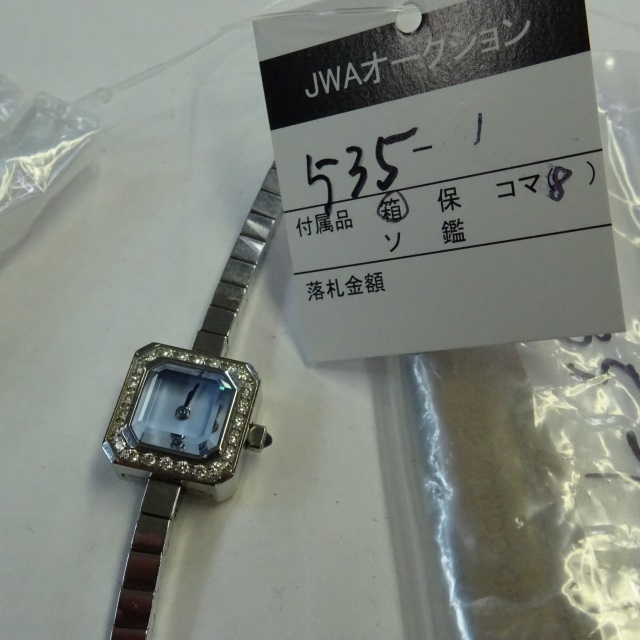 JWAオークション
535-1
付属品 箱 保 コマ(8)
ソ 鑑
落札金額